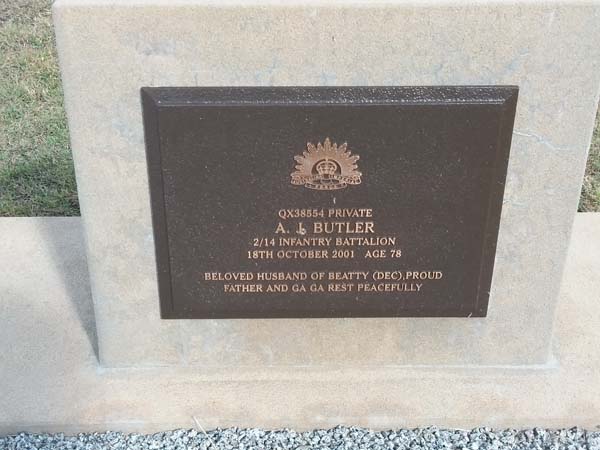 QX38554 PRIVATE
A. J. BUTLER
2/14 INFANTRY BATTALION
18TH OCTOBER 2001 AGE 78
BELOVED HUSBAND OF BEATTY (DEC), PROUD
FATHER AND GA GA REST PEACEFULLY